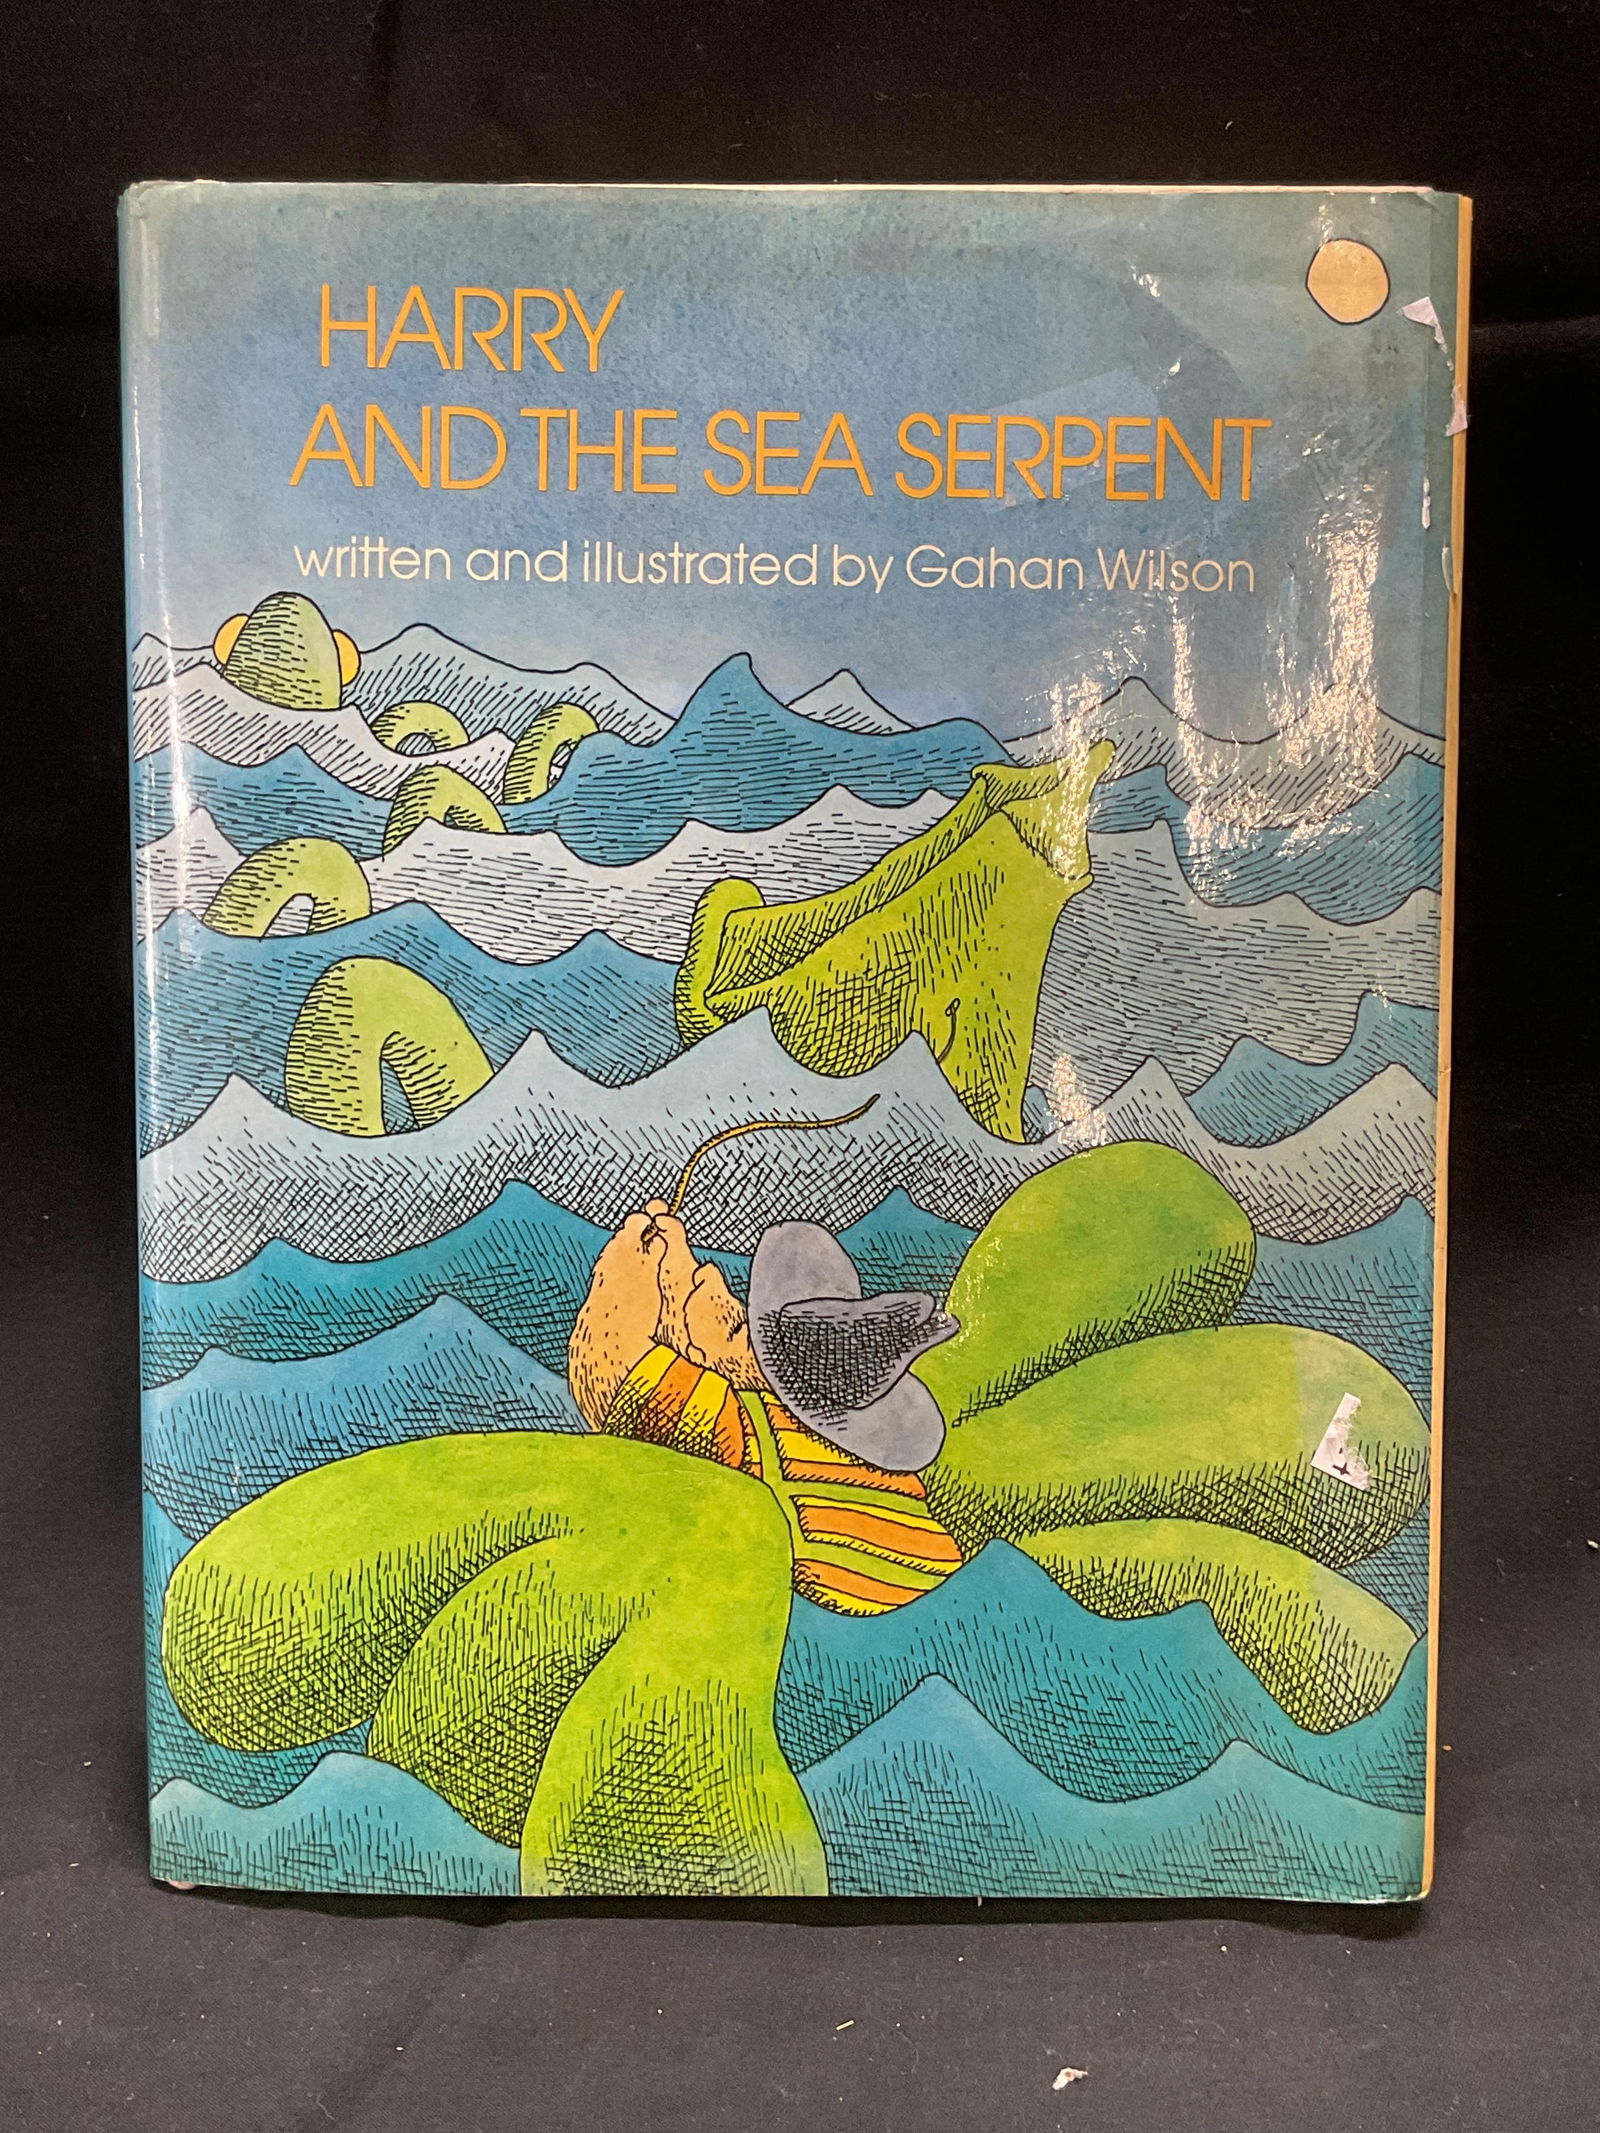 HARRY
AND THE SEA SERPENT
written and illustrated by Gahan Wilson